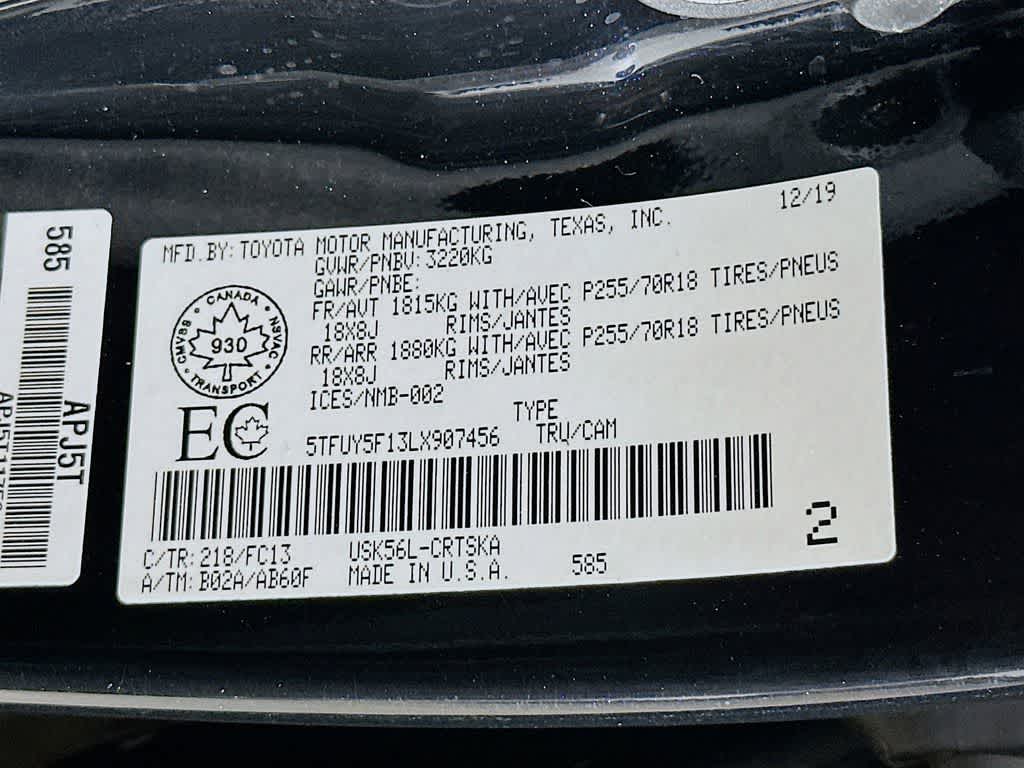 585
APJ5T
MFD.BY:TOYOTA MOTOR MANUFACTURING, TEXAS, INC. 12/19
GVWR/PNBV:3220KG
GAWR/PNBE:
FR/AVT 1815KG WITH/AVEC P255/70R18 TIRES/PNEUS
18X8J RIMS/JANTES
RR/ARR 1880KG WITH/AVEC P255/70R18 TIRES/PNEUS
18X8J RIMS/JANTES
ICES/NMB-002
CANADA
CMVSS 930 NSVAC
TRANSPORT
EC
TYPE
5TFUY5F13LX907456 TRU/CAM
C/TR:218/FC13 USK56L-CRTSKA
A/TM:B02A/AB60F MADE IN U.S.A. 585
2